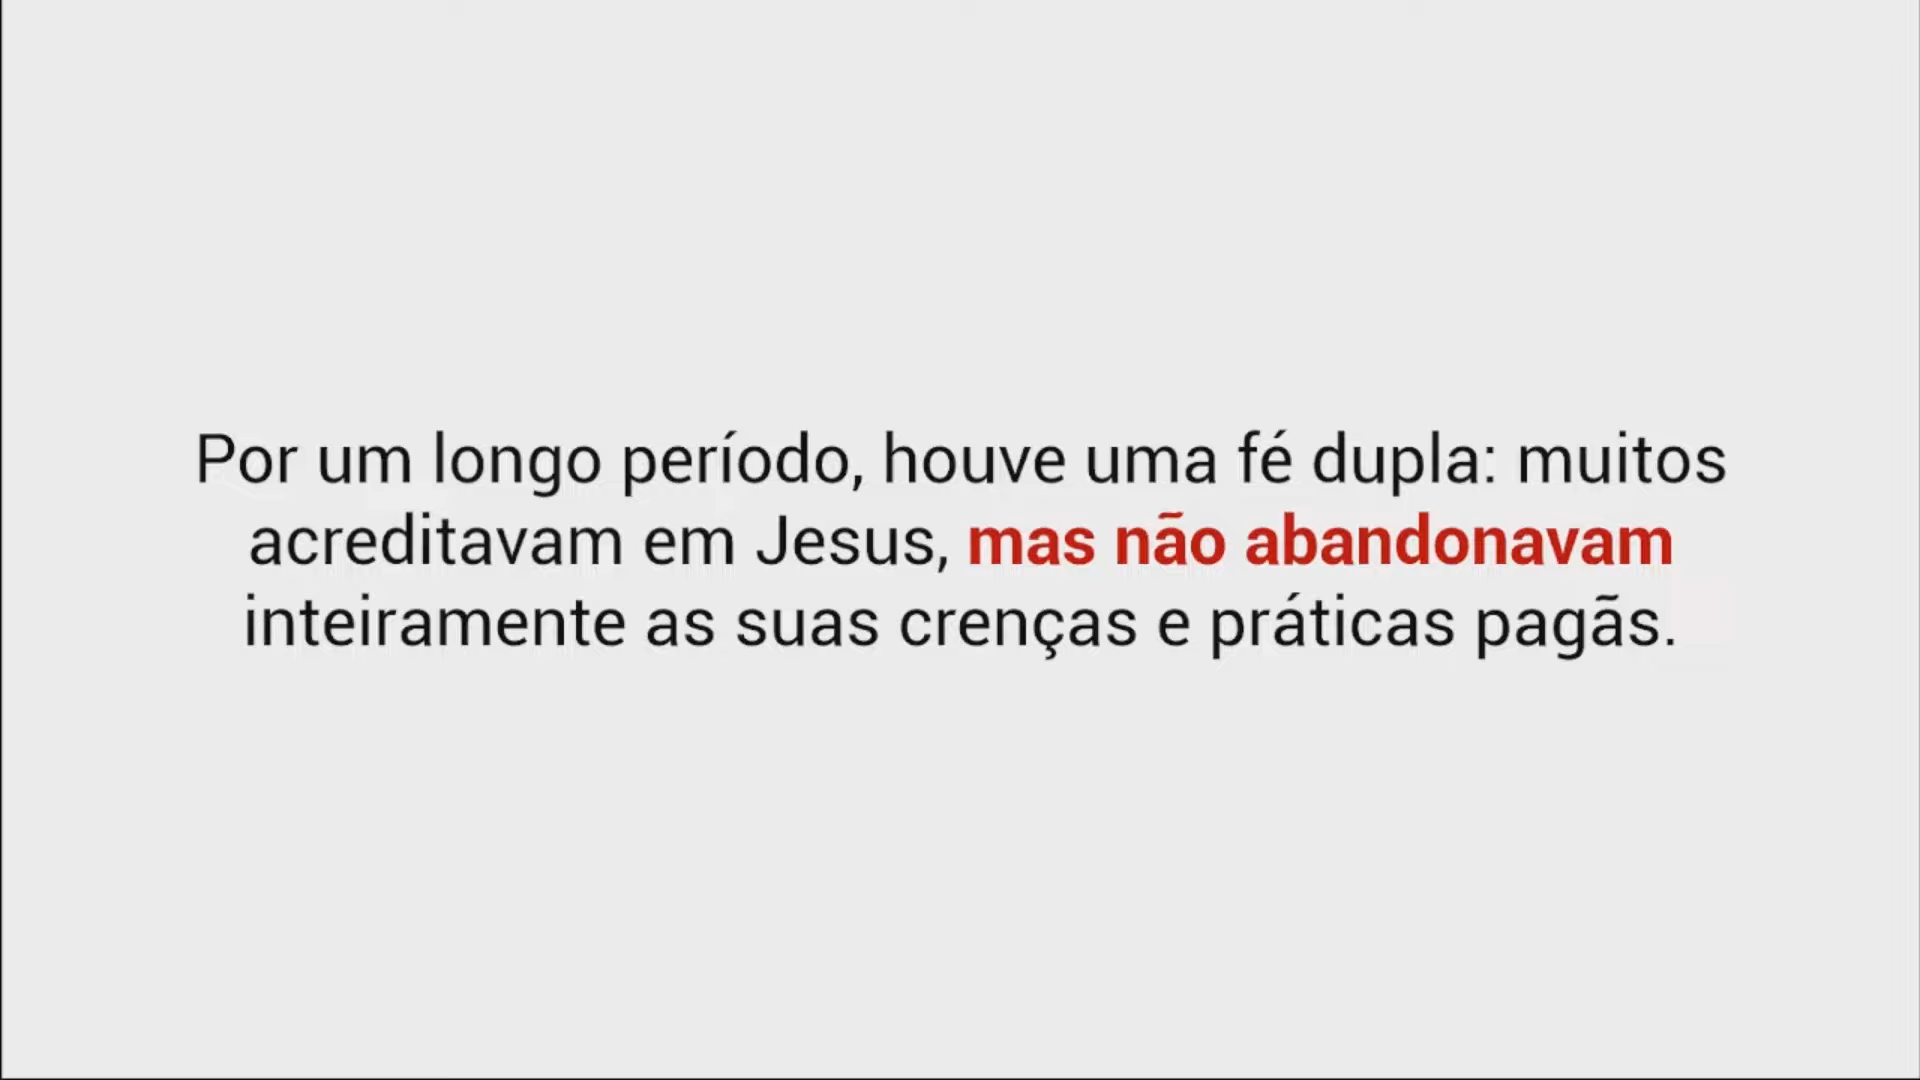 Por um longo período, houve uma fé dupla: muitos
acreditavam em Jesus, mas não abandonavam
inteiramente as suas crenças e práticas pagãs.